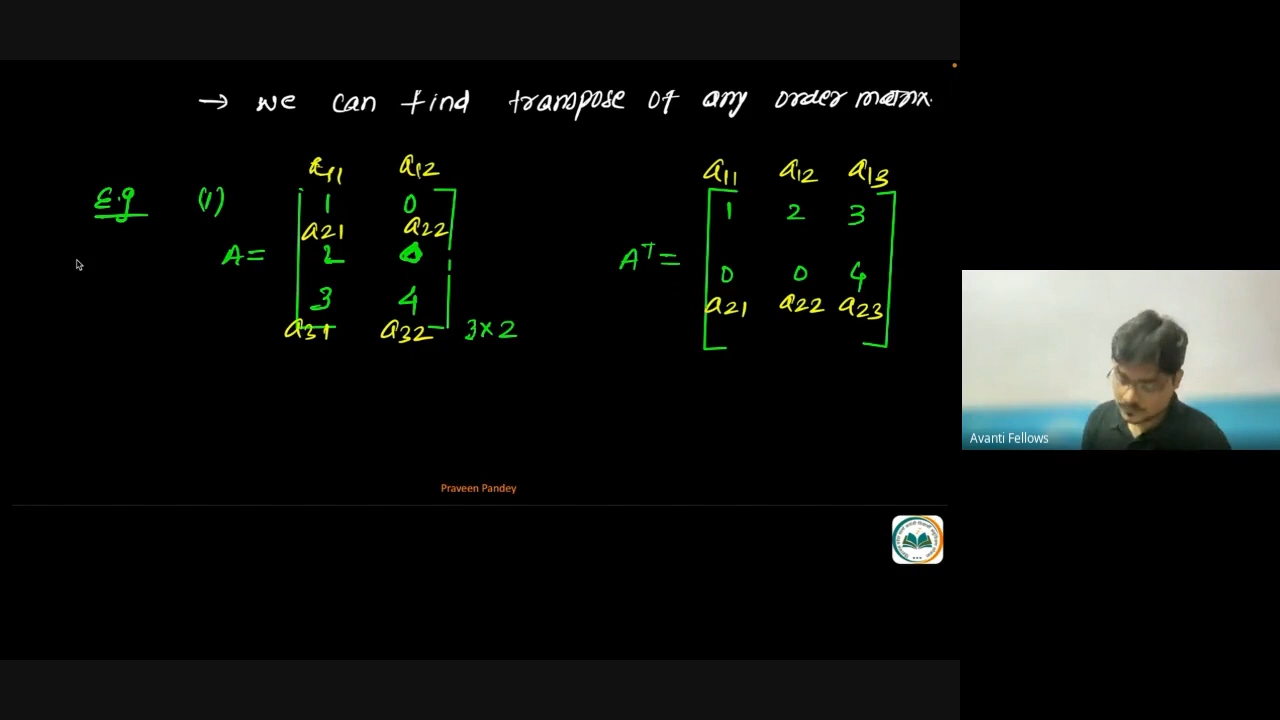 → we can find transpose of any order matrix.
a11 a12
a11 a12 a13
E.g (1) 1 0
1 2 3
a21 a22
A = 2 0
Aᵀ =
0 0 4
3 4
a21 a22 a23
a31 a32 3×2
Avanti Fellows
Praveen Pandey